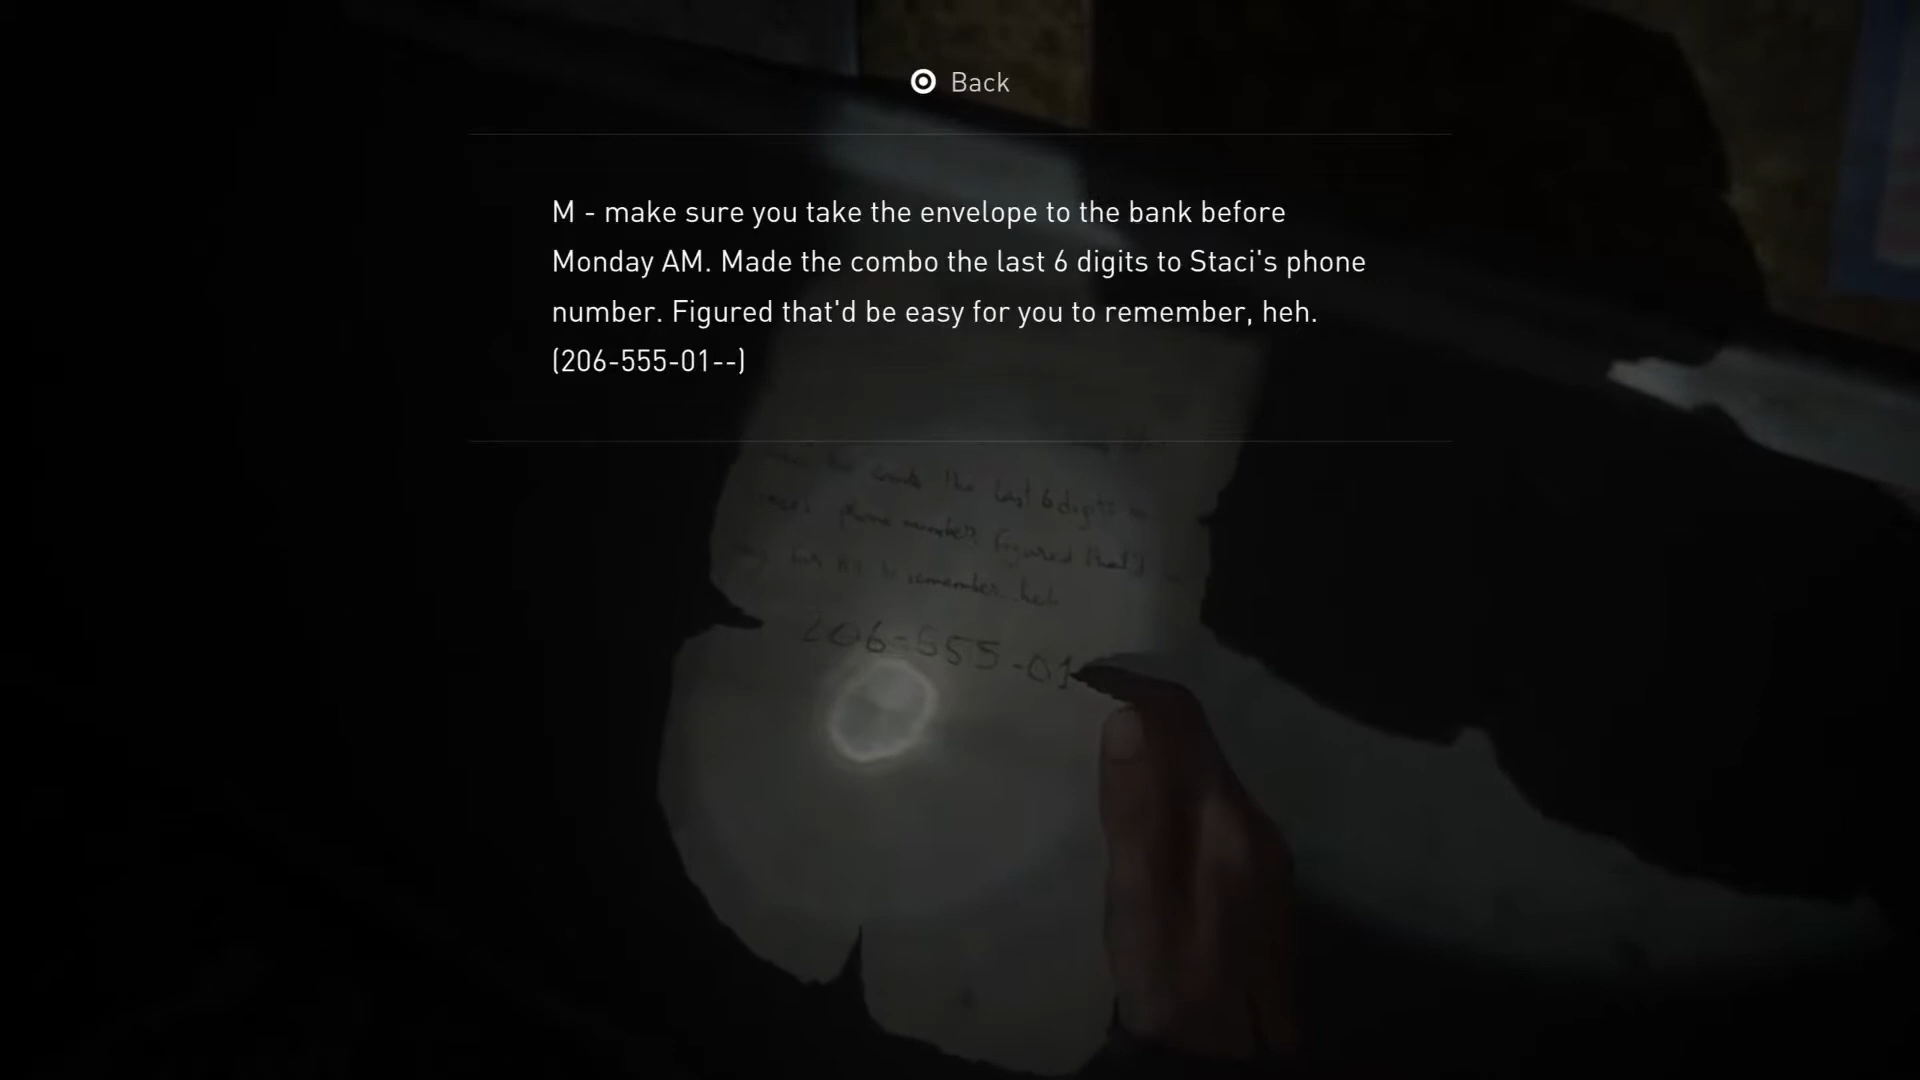 Back
M - make sure you take the envelope to the bank before
Monday AM. Made the combo the last 6 digits to Staci's phone
number. Figured that'd be easy for you to remember, heh.
(206-555-01--)
the last 6 digits
phone number. Figured that'd
remember, heh
206-555-01